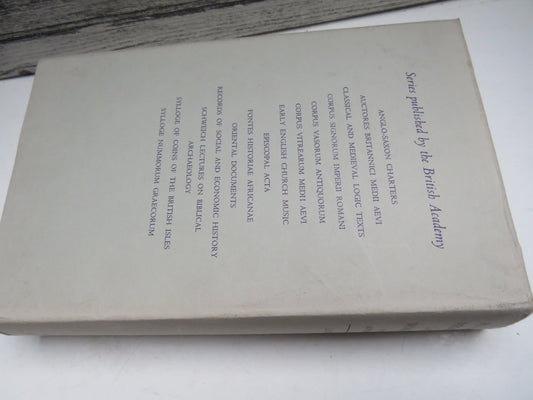 Series published by the British Academy
ANGLO-SAXON CHARTERS
AUCTORES BRITANNICI MEDII AEVI
CLASSICAL AND MEDIEVAL LOGIC TEXTS
CORPUS SIGNORUM IMPERII ROMANI
CORPUS VASORUM ANTIQUORUM
CORPUS VITREARUM MEDII AEVI
EARLY ENGLISH CHURCH MUSIC
EPISCOPAL ACTA
FONTES HISTORIAE AFRICANAE
ORIENTAL DOCUMENTS
RECORDS OF SOCIAL AND ECONOMIC HISTORY
SCHWEICH LECTURES ON BIBLICAL
ARCHAEOLOGY
SYLLOGE OF COINS OF THE BRITISH ISLES
SYLLOGE NUMMORUM GRAECORUM